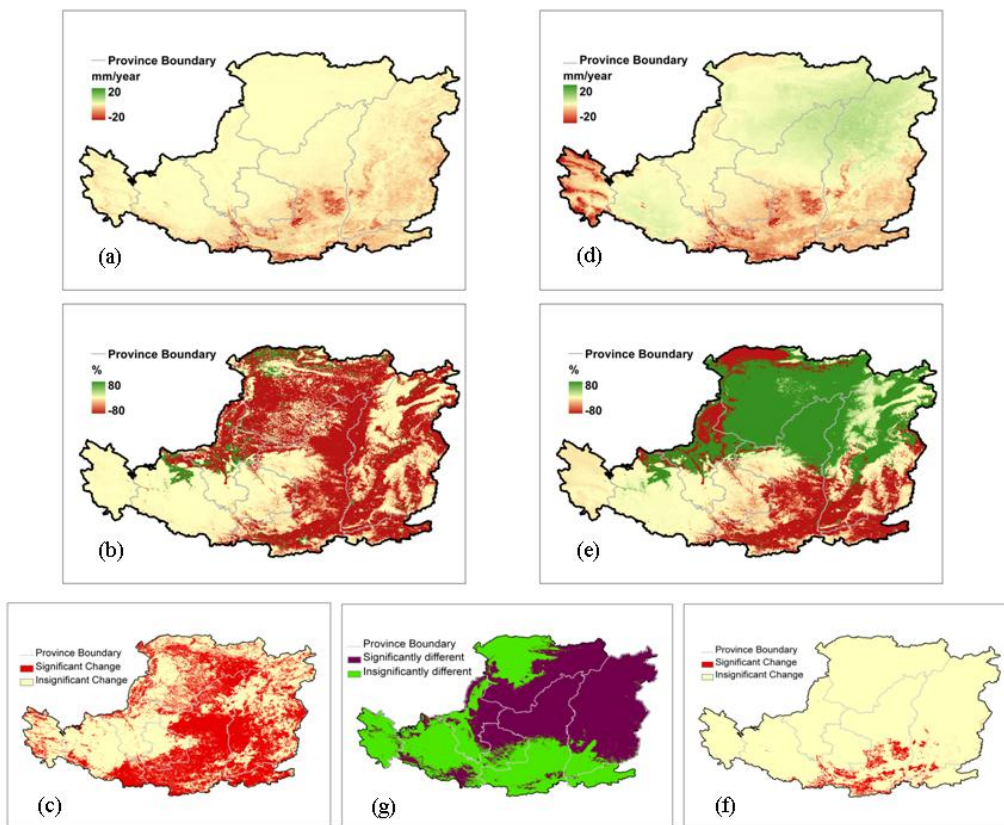 Province Boundary
mm/year
20
-20
(a)
Province Boundary
mm/year
20
-20
(d)
Province Boundary
%
80
-80
(b)
Province Boundary
%
80
-80
(e)
Province Boundary
Significant Change
Insignificant Change
(c)
Province Boundary
Significantly different
Insignificantly different
(g)
Province Boundary
Significant Change
Insignificant Change
(f)